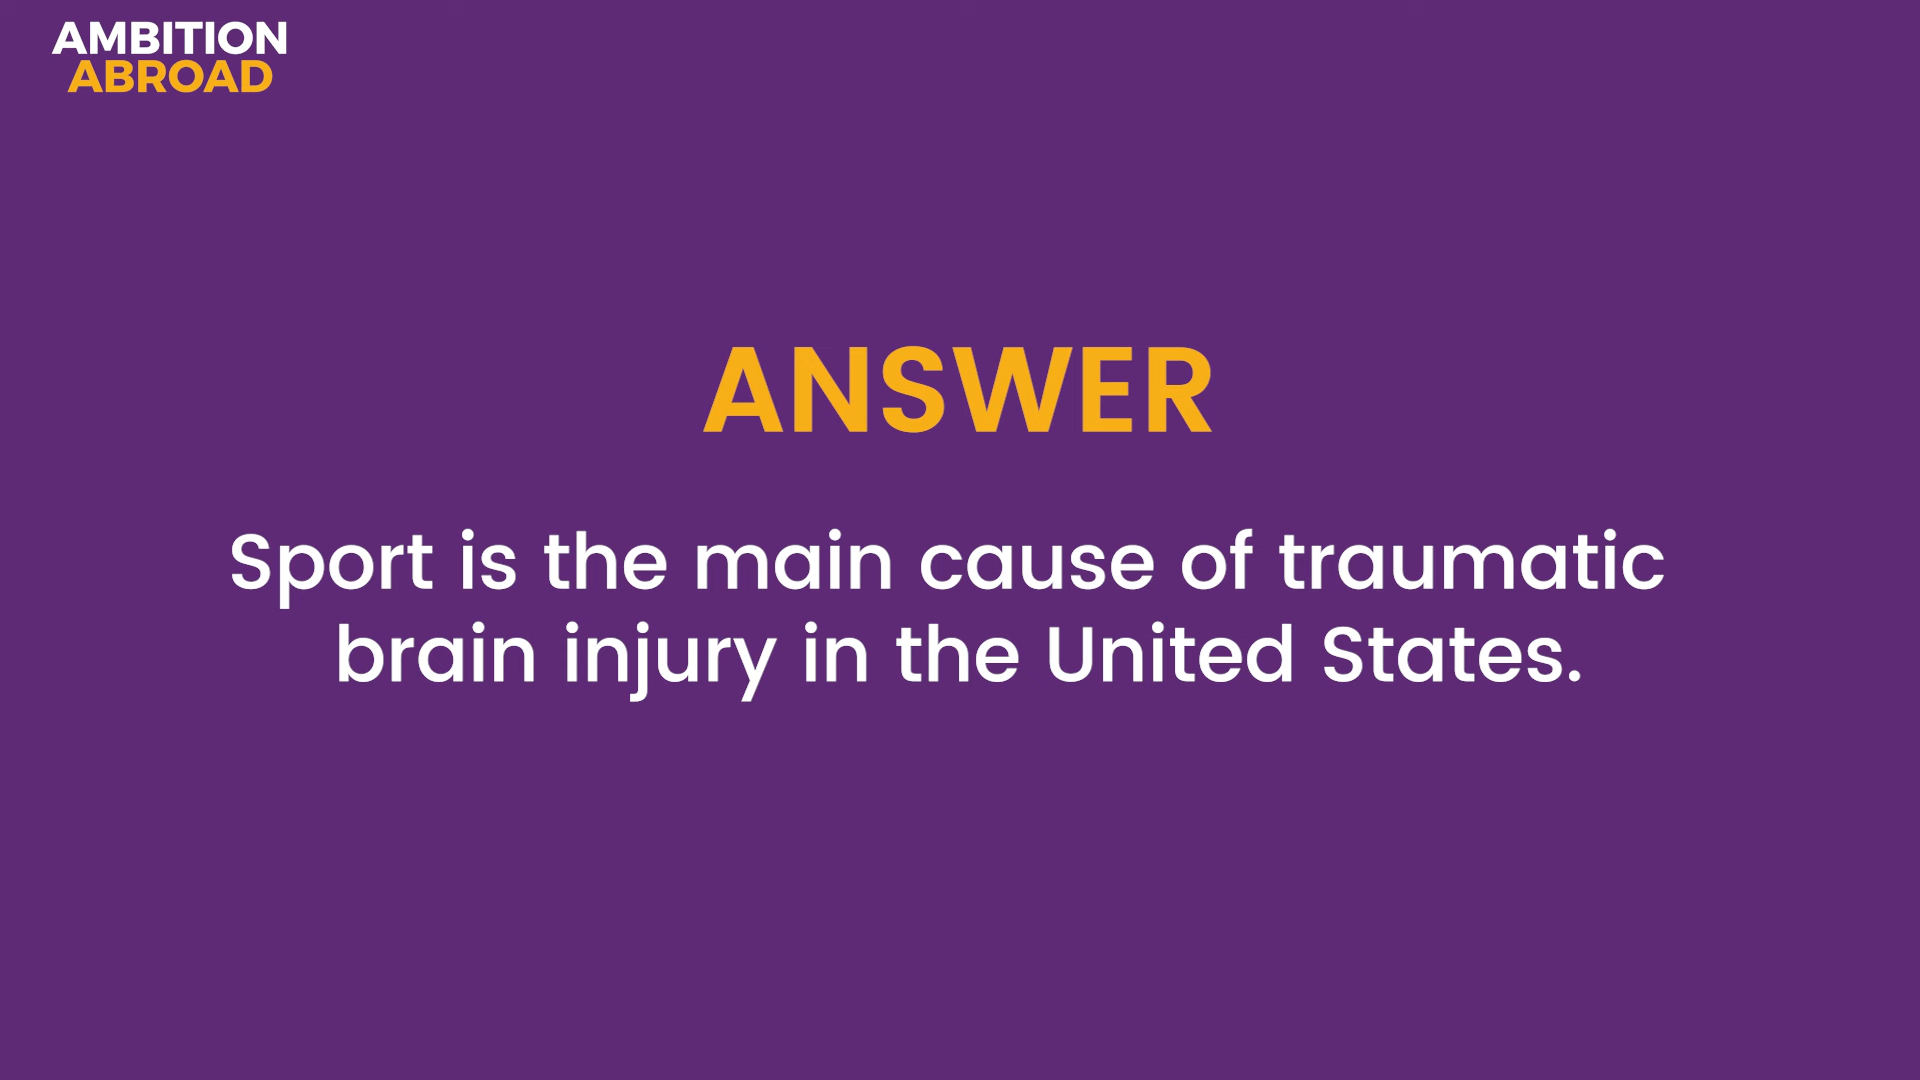 AMBITION
ABROAD
ANSWER
Sport is the main cause of traumatic
brain injury in the United States.